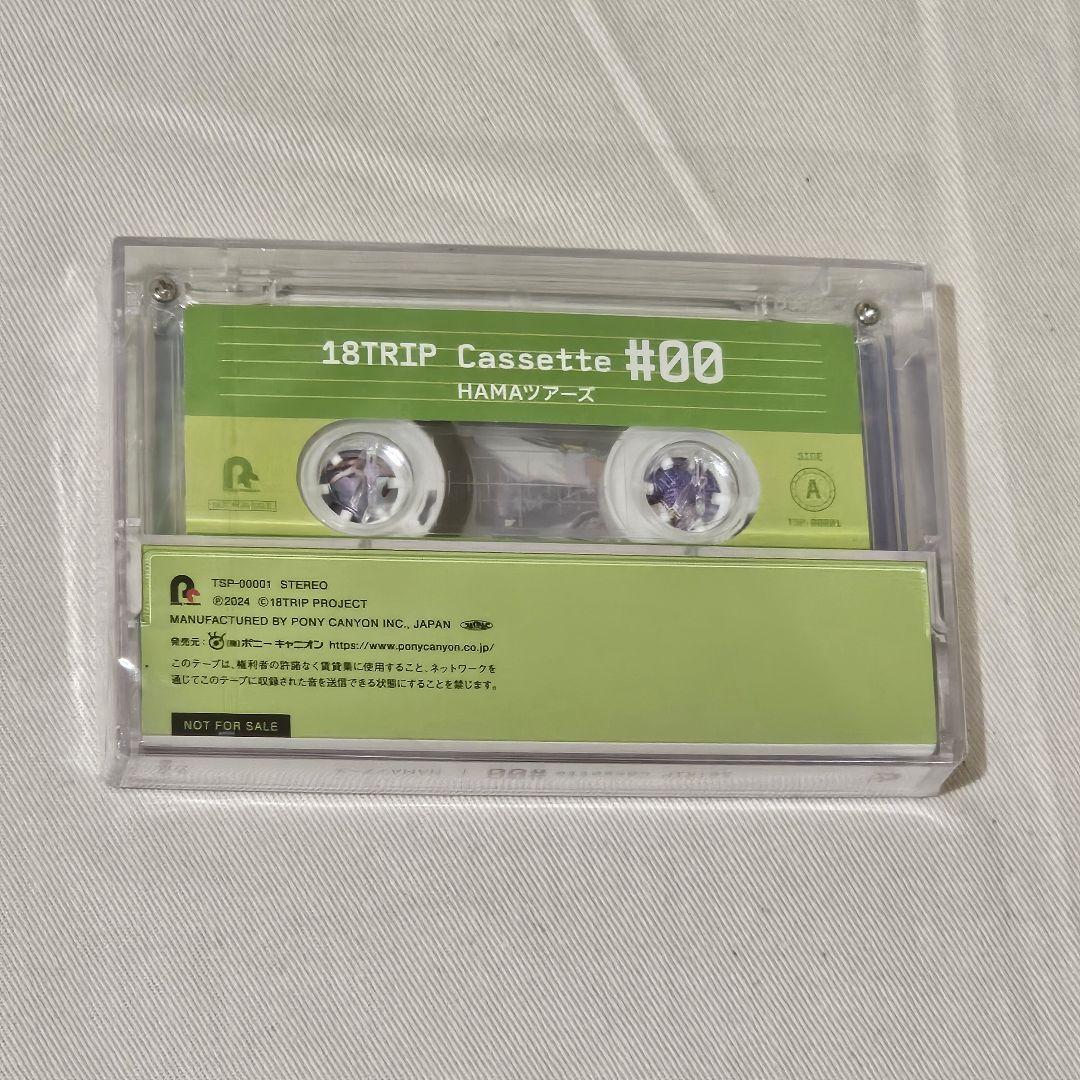 18TRIP Cassette #00
HAMAツアーズ
SIDE
A
TSP-00001
TSP-00001 STEREO
℗2024 ©18TRIP PROJECT
MANUFACTURED BY PONY CANYON INC., JAPAN
発売元: (株)ポニーキャニオン https://www.ponycanyon.co.jp/
このテープは、権利者の許諾なく賃貸業に使用すること、ネットワークを
通じてこのテープに収録された音を送信できる状態にすることを禁じます。
NOT FOR SALE